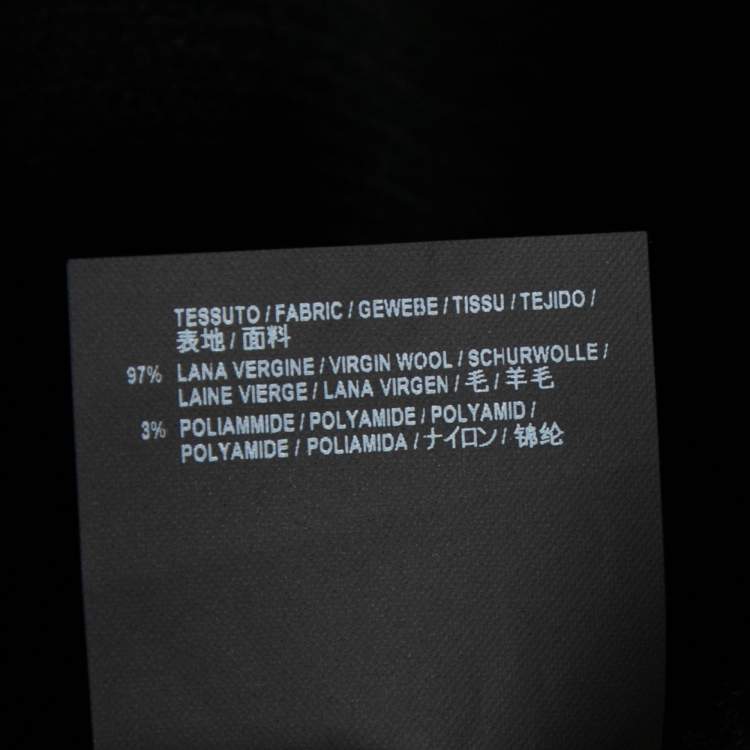 TESSUTO / FABRIC / GEWEBE / TISSU / TEJIDO /
表地 / 面料
97% LANA VERGINE / VIRGIN WOOL / SCHURWOLLE /
LAINE VIERGE / LANA VIRGEN / 毛 / 羊毛
3% POLIAMMIDE / POLYAMIDE / POLYAMID /
POLYAMIDE / POLIAMIDA / ナイロン / 锦纶